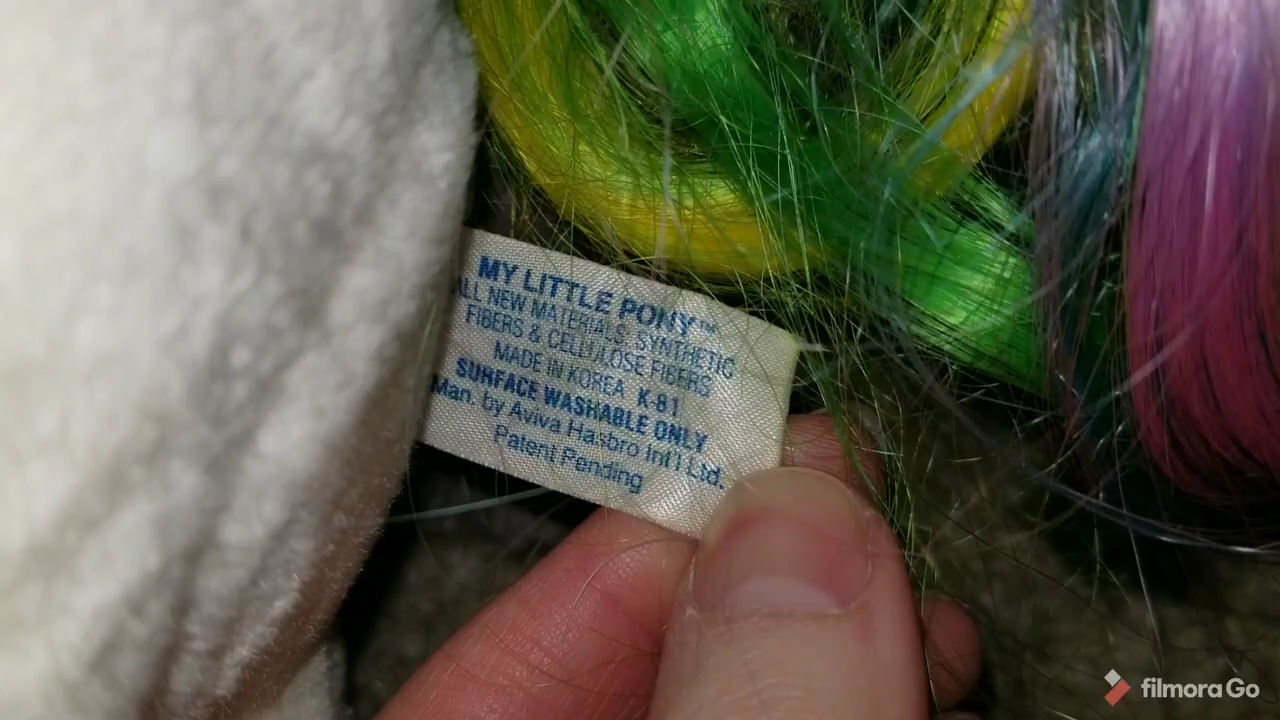 MY LITTLE PONY™
ALL NEW MATERIALS SYNTHETIC
FIBERS & CELLULOSE FIBERS
MADE IN KOREA K-81
SURFACE WASHABLE ONLY
Man. by Aviva Hasbro Int'l Ltd.
Patent Pending
filmoraGo